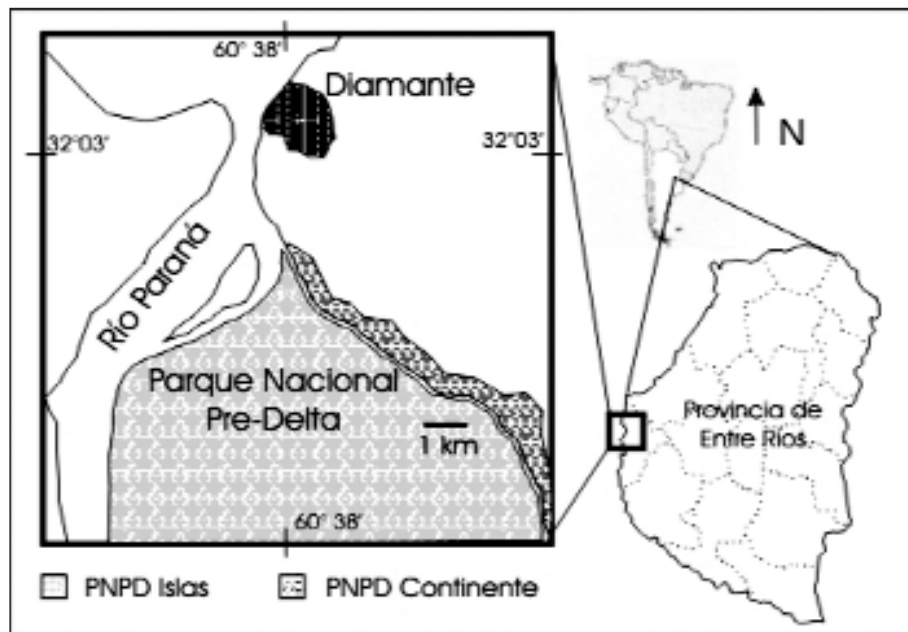 60° 38'
Diamante
32°03'
32°03'
N
Río Paraná
Parque Nacional
Pre-Delta
1 km
Provincia de
Entre Ríos
60° 38'
PNPD Islas
PNPD Continente